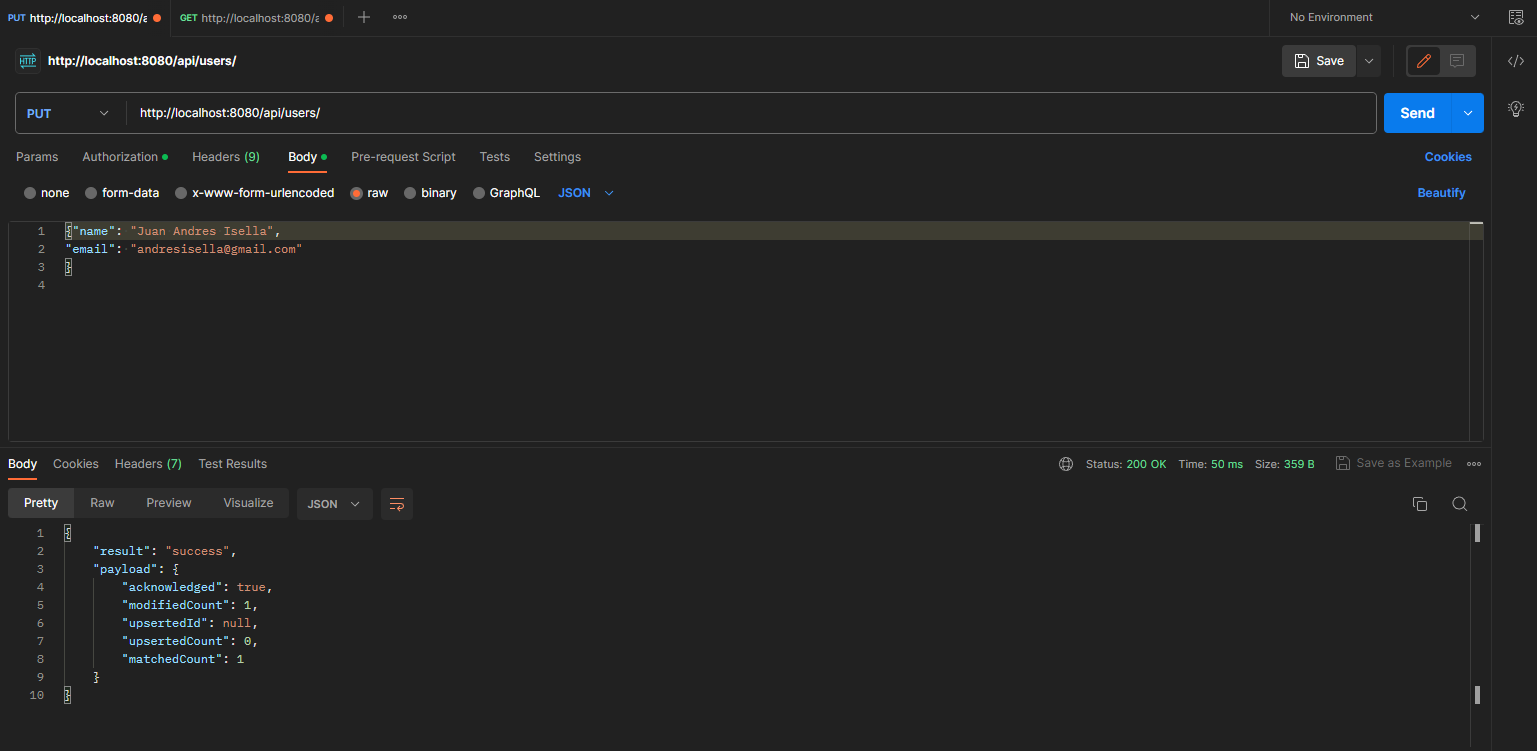 PUT http://localhost:8080/a
GET http://localhost:8080/a
No Environment
HTTP http://localhost:8080/api/users/
Save
PUT http://localhost:8080/api/users/
Send
Params Authorization Headers (9) Body Pre-request Script Tests Settings Cookies
none form-data x-www-form-urlencoded raw binary GraphQL JSON Beautify
1 {"name": "Juan Andres Isella",
2 "email": "andresisella@gmail.com"
3 }
4
Body Cookies Headers (7) Test Results Status: 200 OK Time: 50 ms Size: 359 B Save as Example
Pretty Raw Preview Visualize JSON
1 {
2 "result": "success",
3 "payload": {
4 "acknowledged": true,
5 "modifiedCount": 1,
6 "upsertedId": null,
7 "upsertedCount": 0,
8 "matchedCount": 1
9 }
10 }